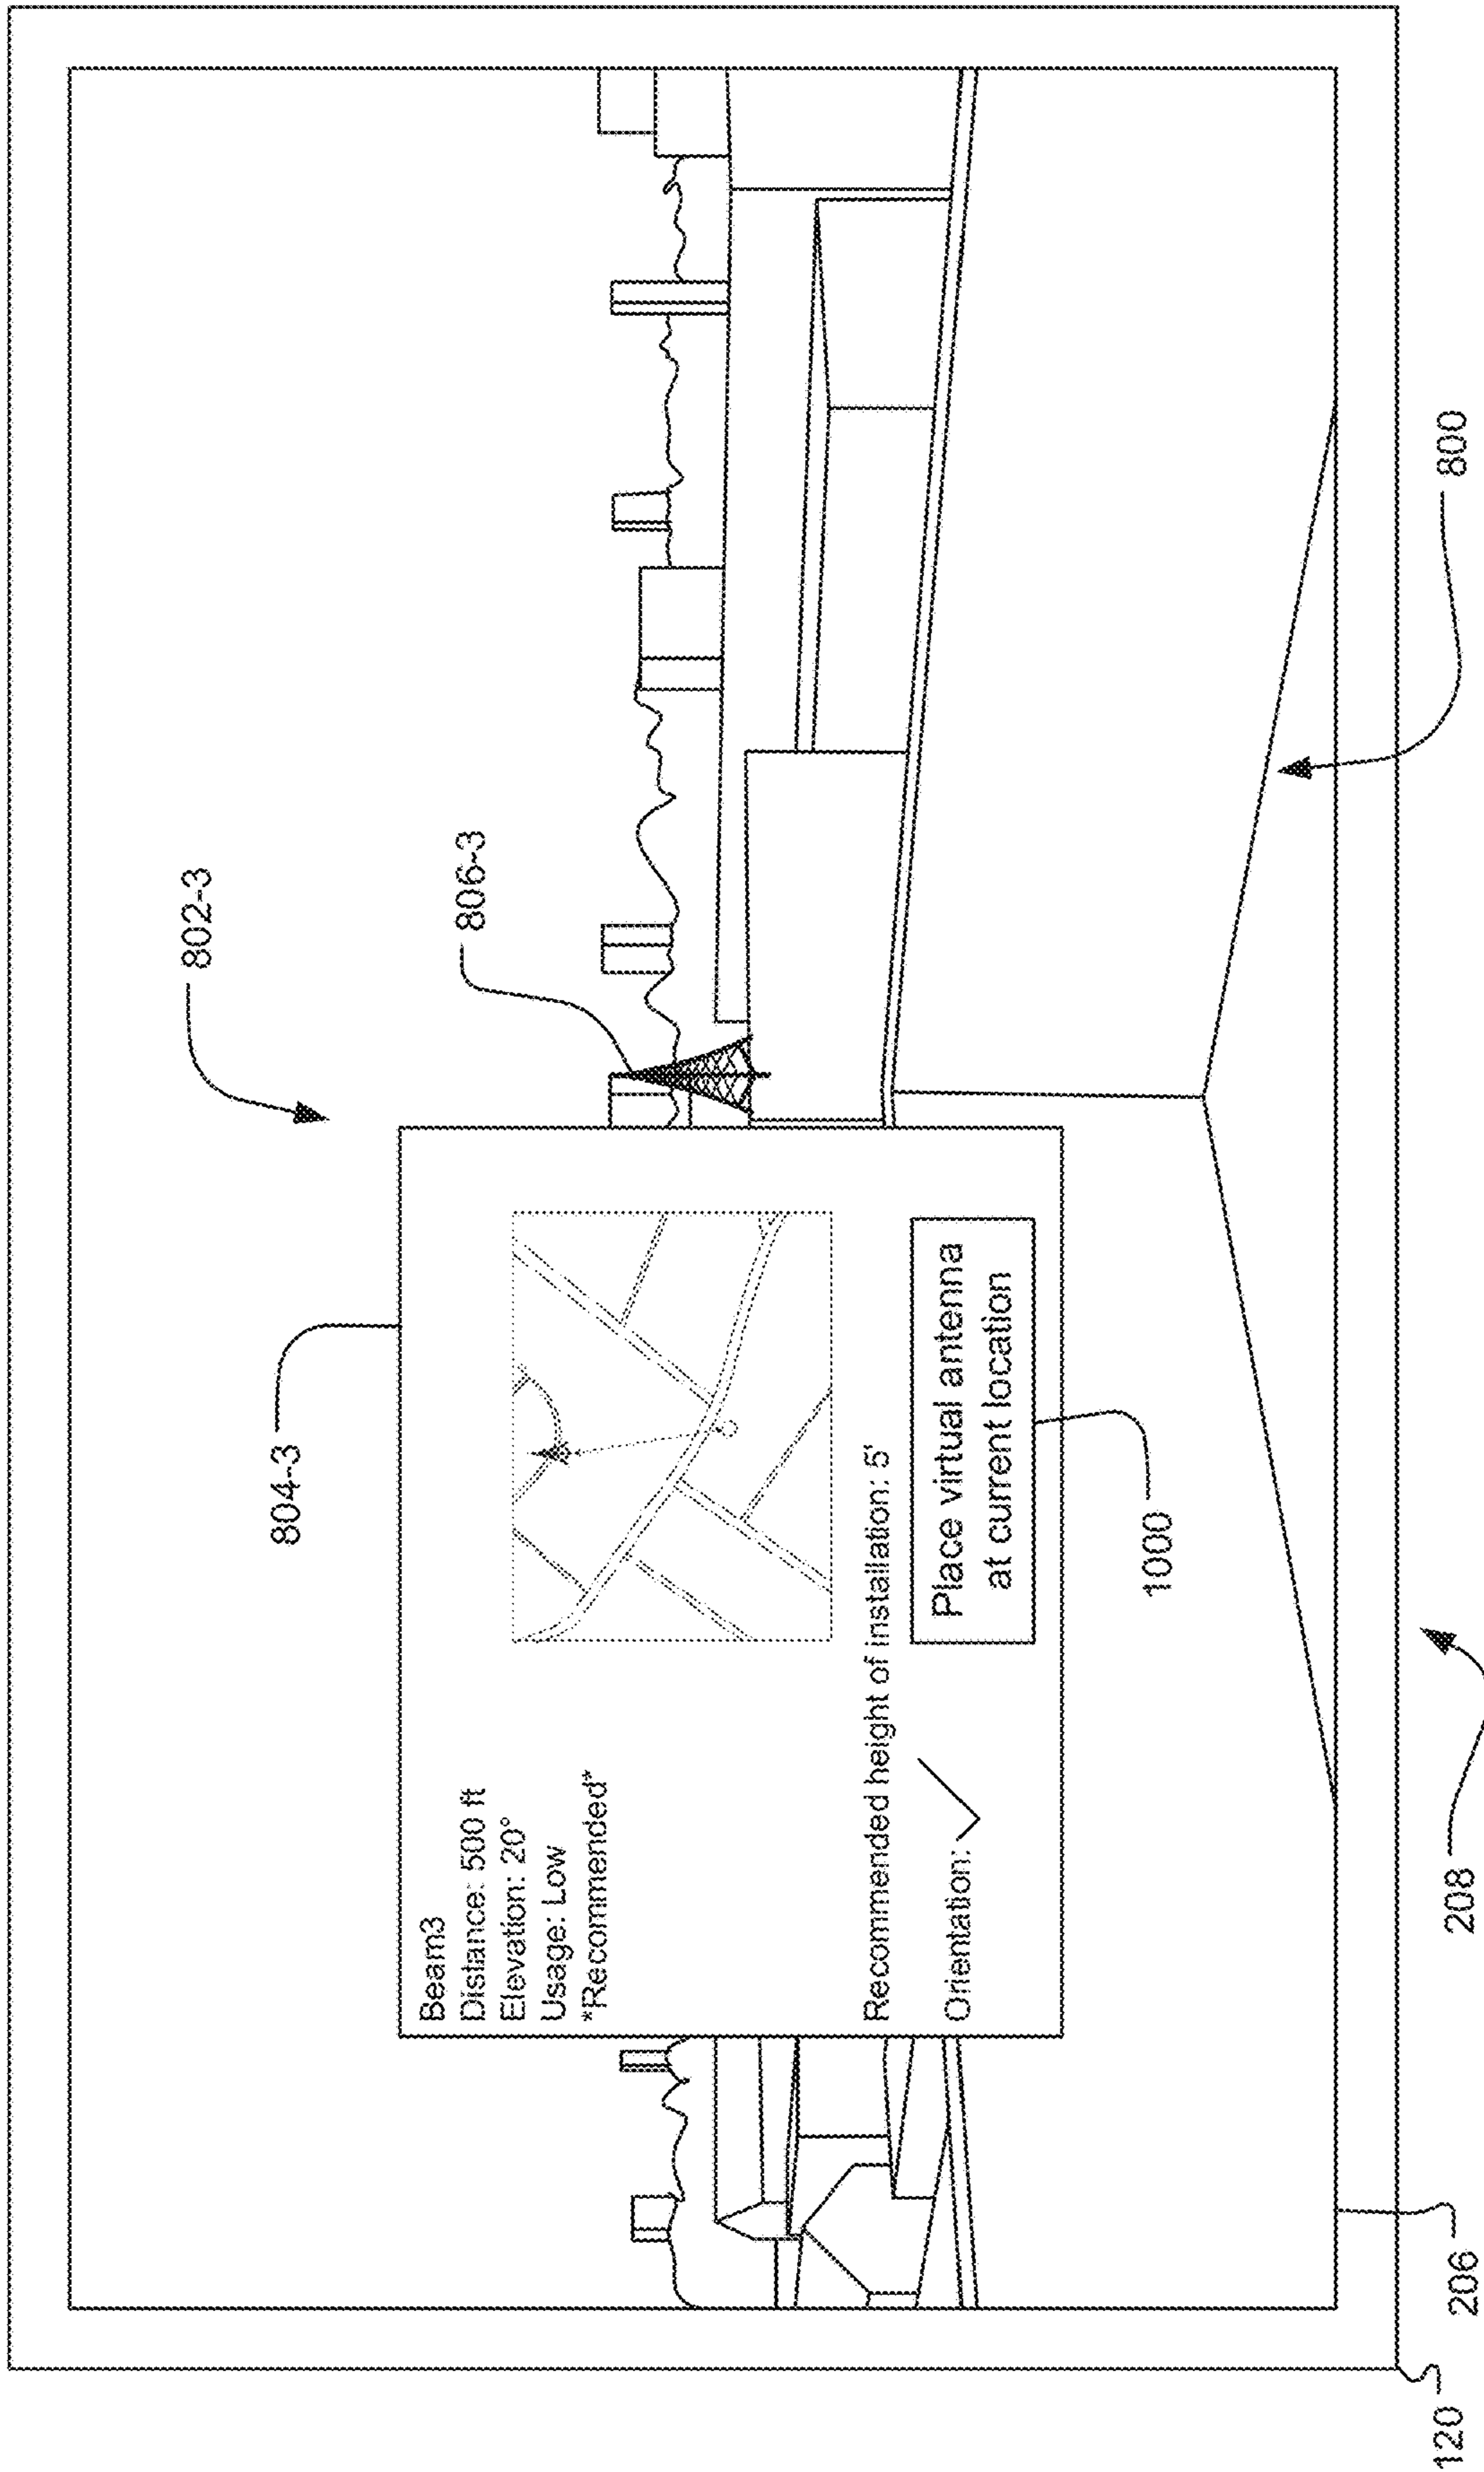 802-3
804-3
806-3
Beam3
Distance: 500 ft
Elevation: 20°
Usage: Low
*Recommended*
Recommended height of installation: 5'
Orientation:
Place virtual antenna
at current location
1000
800
120
206
208